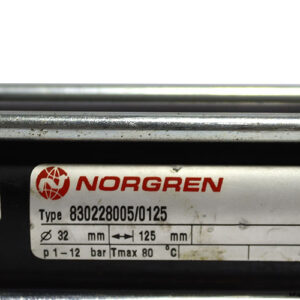 NORGREN
Type 830228005/0125
Ø 32 mm ↔ 125 mm
p 1-12 bar Tmax 80 °C